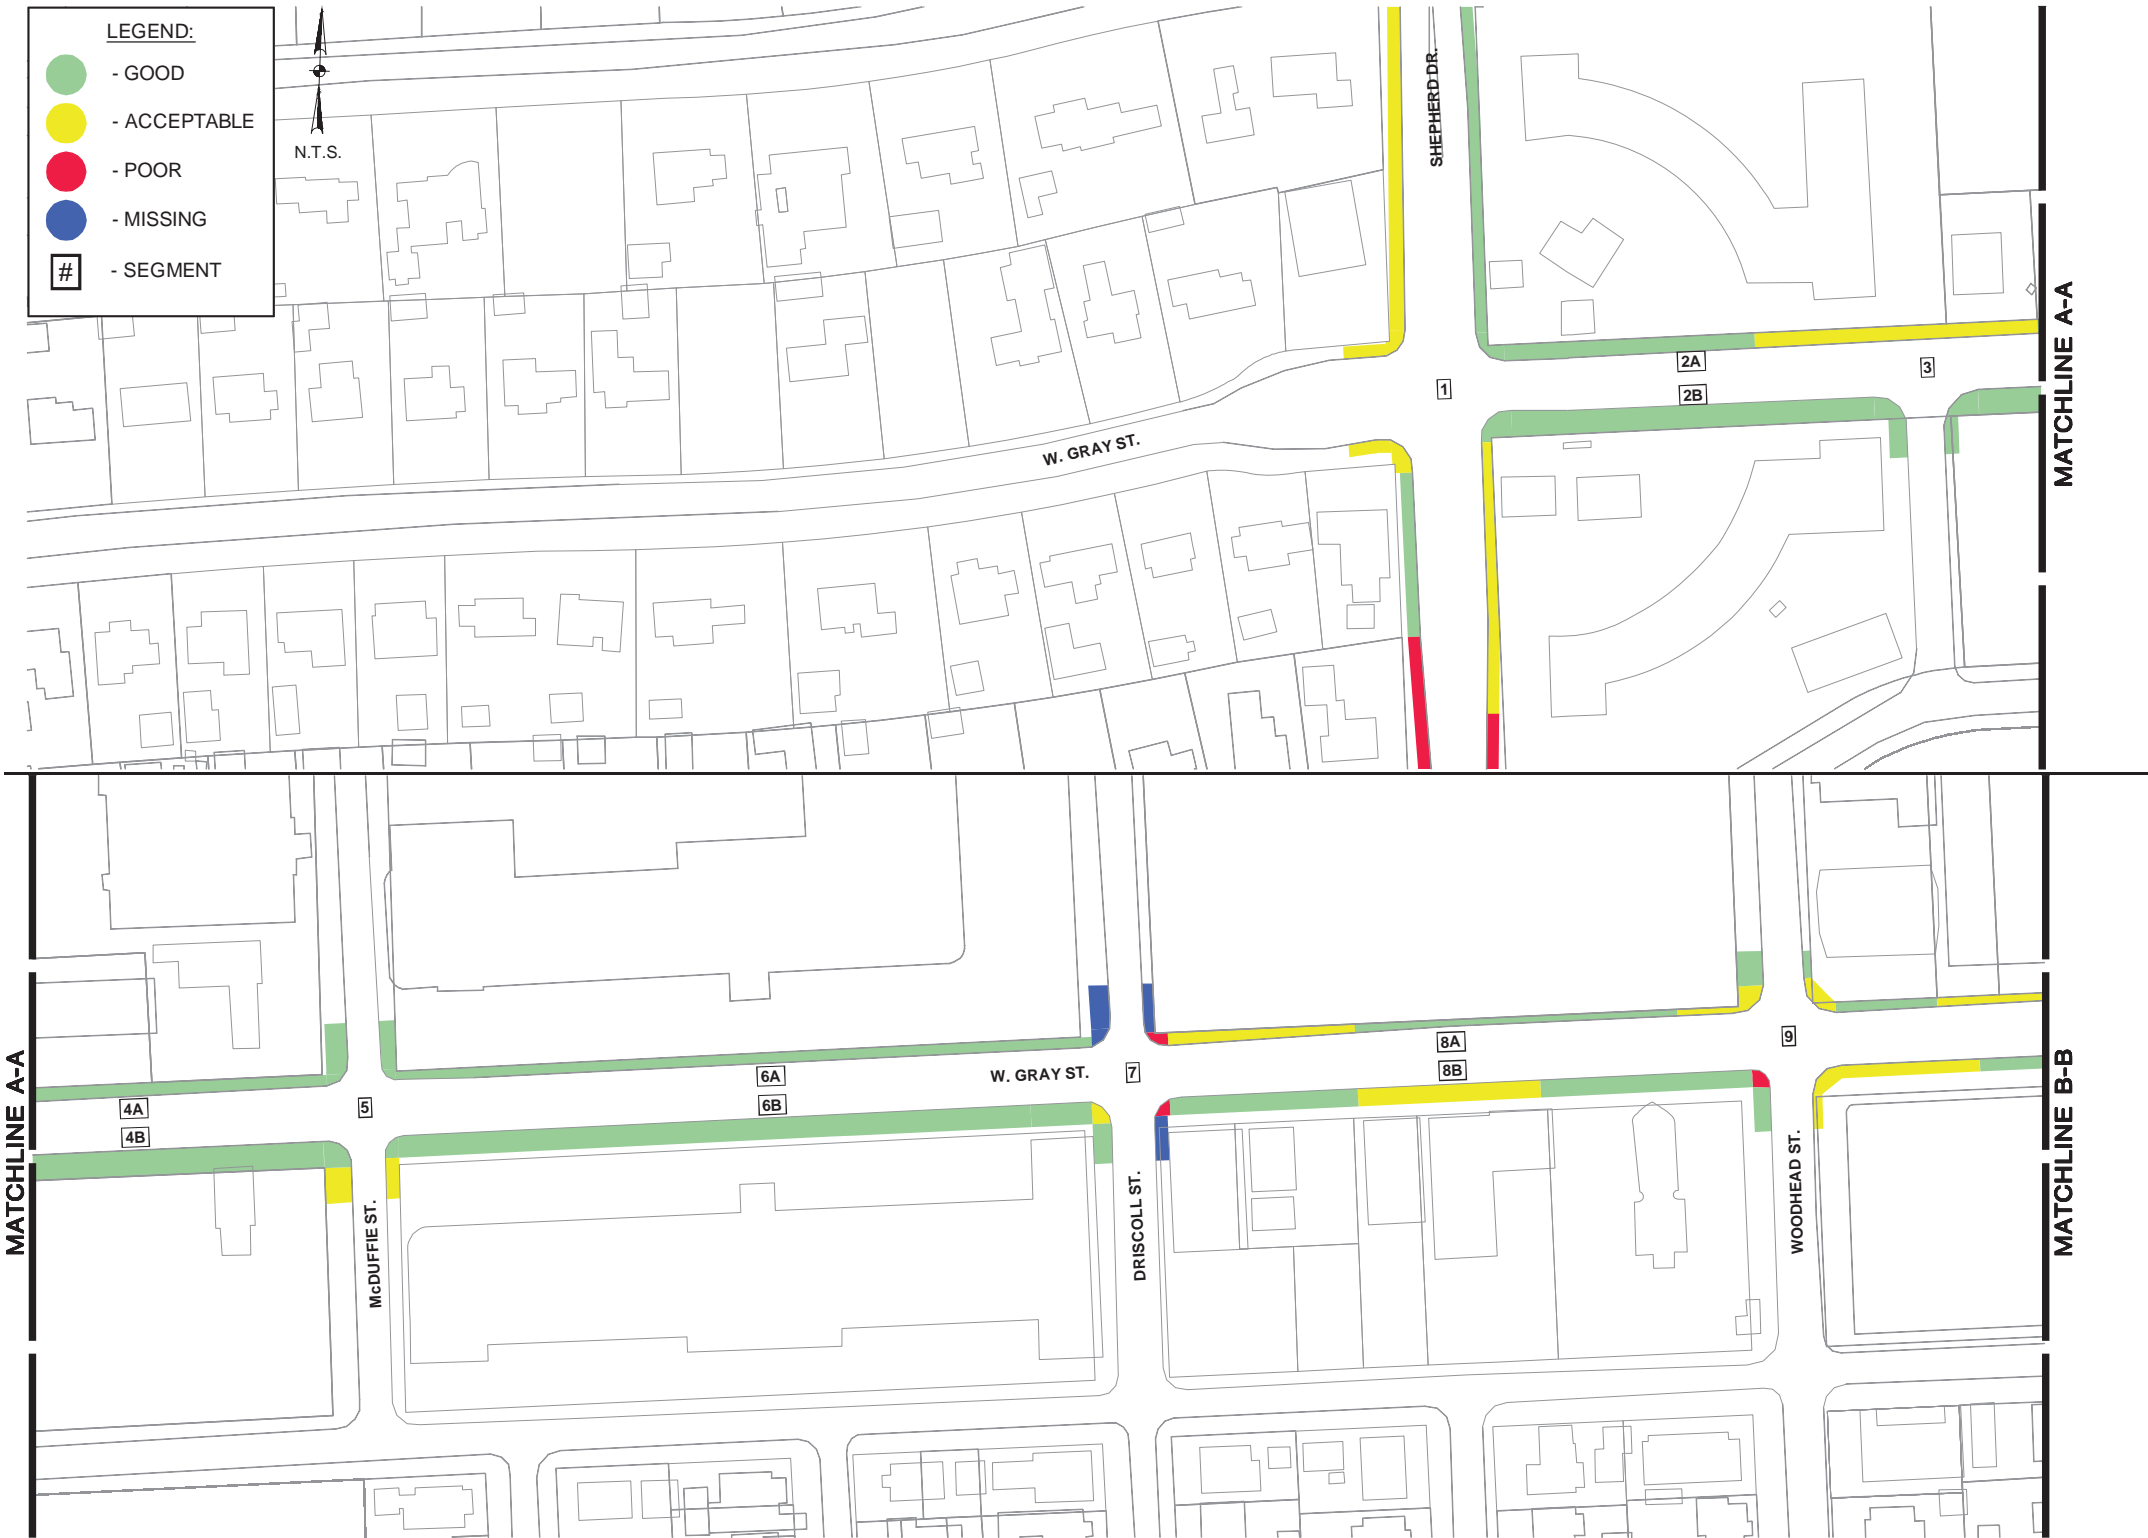 LEGEND:
- GOOD
- ACCEPTABLE
- POOR
- MISSING
# - SEGMENT
N.T.S.
SHEPHERD DR.
W. GRAY ST.
1
2A
2B
3
MATCHLINE A-A
MATCHLINE A-A
4A
4B
5
McDUFFIE ST.
6A
6B
W. GRAY ST.
7
DRISCOLL ST.
8A
8B
9
WOODHEAD ST.
MATCHLINE B-B